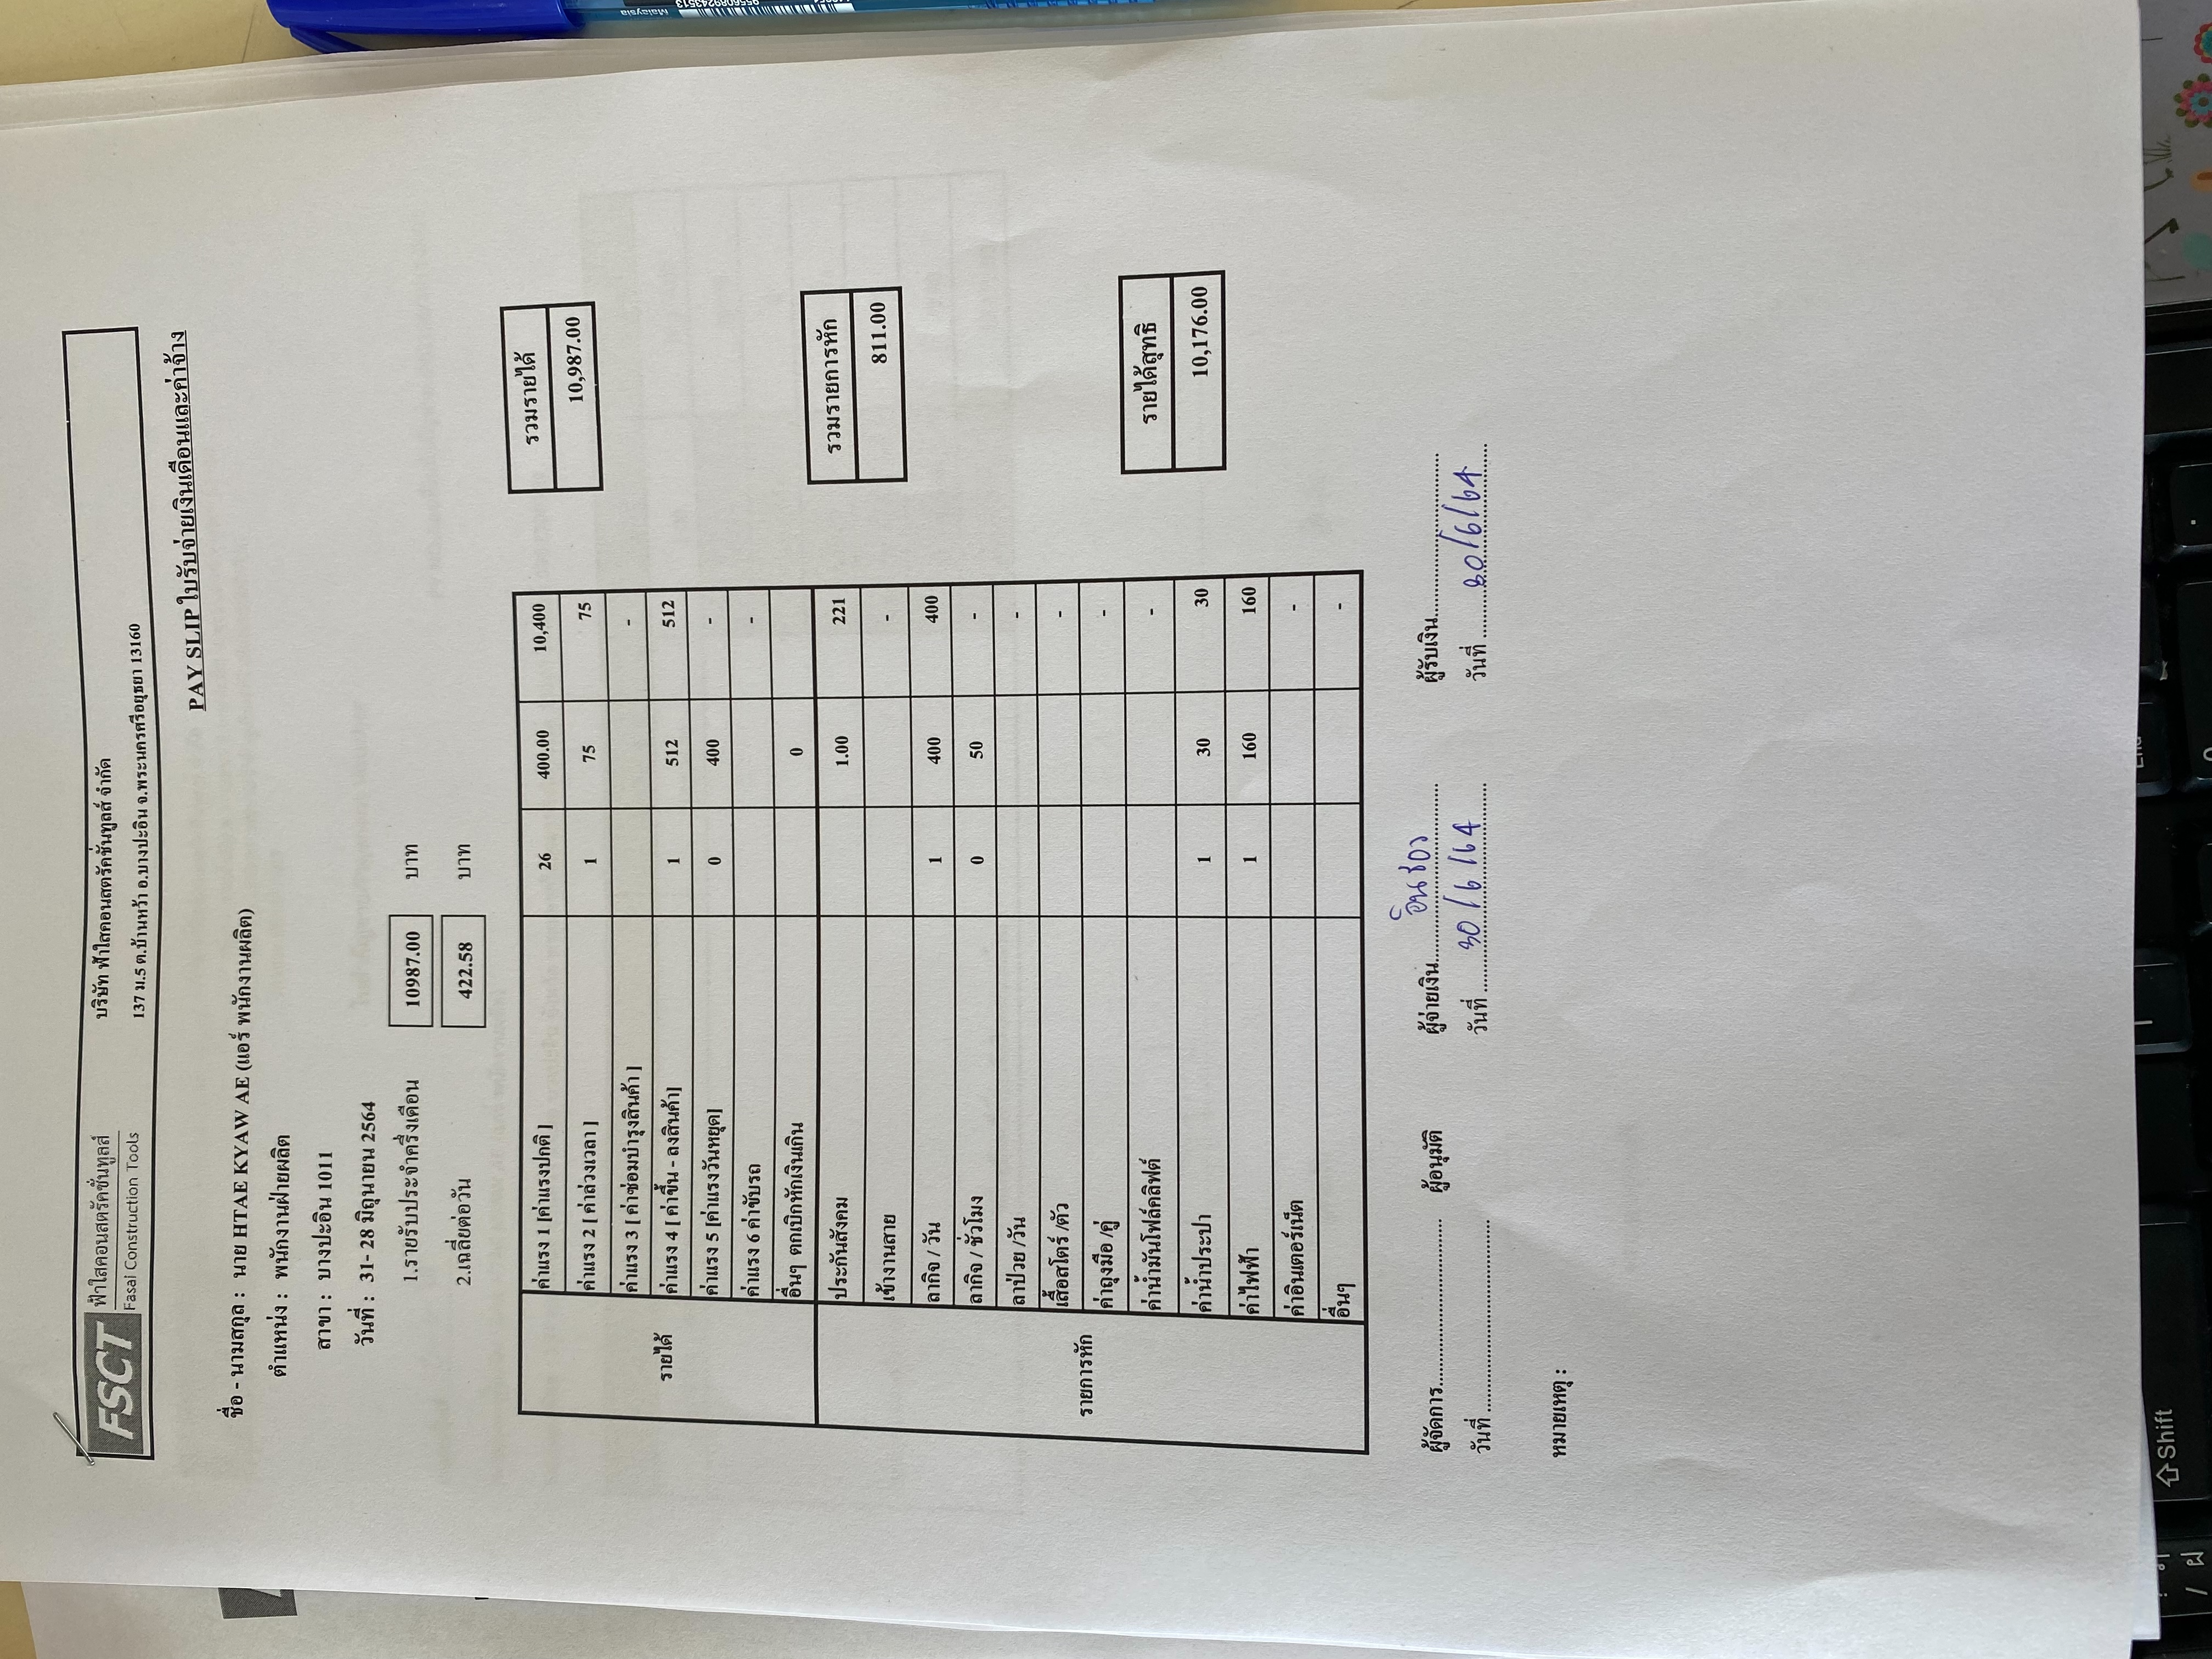 FSCT ฟ้าใสคอนสตรัคชั่นทูลส์
Fasai Construction Tools
บริษัท ฟ้าใสคอนสตรัคชั่นทูลส์ จำกัด
137 ม.5 ต.บ้านหว้า อ.บางปะอิน จ.พระนครศรีอยุธยา 13160
PAY SLIP ใบรับจ่ายเงินเดือนและค่าจ้าง
ชื่อ - นามสกุล : นาย HTAE KYAW AE (แอร์ พนักงานผลิต)
ตำแหน่ง : พนักงานฝ่ายผลิต
สาขา : บางปะอิน 1011
วันที่ : 31- 28 มิถุนายน 2564
1.รายรับประจำครึ่งเดือน 10987.00 บาท
2.เฉลี่ยต่อวัน 422.58 บาท
รายได้
ค่าแรง 1 [ค่าแรงปกติ ] 26 400.00 10,400
ค่าแรง 2 [ ค่าล่วงเวลา ] 1 75 75
ค่าแรง 3 [ ค่าซ่อมบำรุงสินค้า ] -
ค่าแรง 4 [ ค่าขึ้น - ลงสินค้า] 1 512 512
ค่าแรง 5 [ค่าแรงวันหยุด] 0 400 -
ค่าแรง 6 ค่าขับรถ -
อื่นๆ ตกเบิกหักเงินเกิน 0
รวมรายได้
10,987.00
รายการหัก
ประกันสังคม 1.00 221
เข้างานสาย -
ลากิจ / วัน 1 400 400
ลากิจ / ชั่วโมง 0 50 -
ลาป่วย /วัน -
เสื้อสโตร์ /ตัว -
ค่าถุงมือ /คู่ -
ค่าน้ำมันโฟล์คลิฟต์ -
ค่าน้ำประปา 1 30 30
ค่าไฟฟ้า 1 160 160
ค่าอินเตอร์เน็ต -
อื่นๆ -
รวมรายการหัก
811.00
รายได้สุทธิ
10,176.00
ผู้จัดการ................................. ผู้อนุมัติ ผู้จ่ายเงิน.................................... ผู้รับเงิน.................................
วันที่ ....................................... วันที่ 30/6/64 วันที่ 30/6/64
หมายเหตุ :
Shift
Malaysia
9556089243513